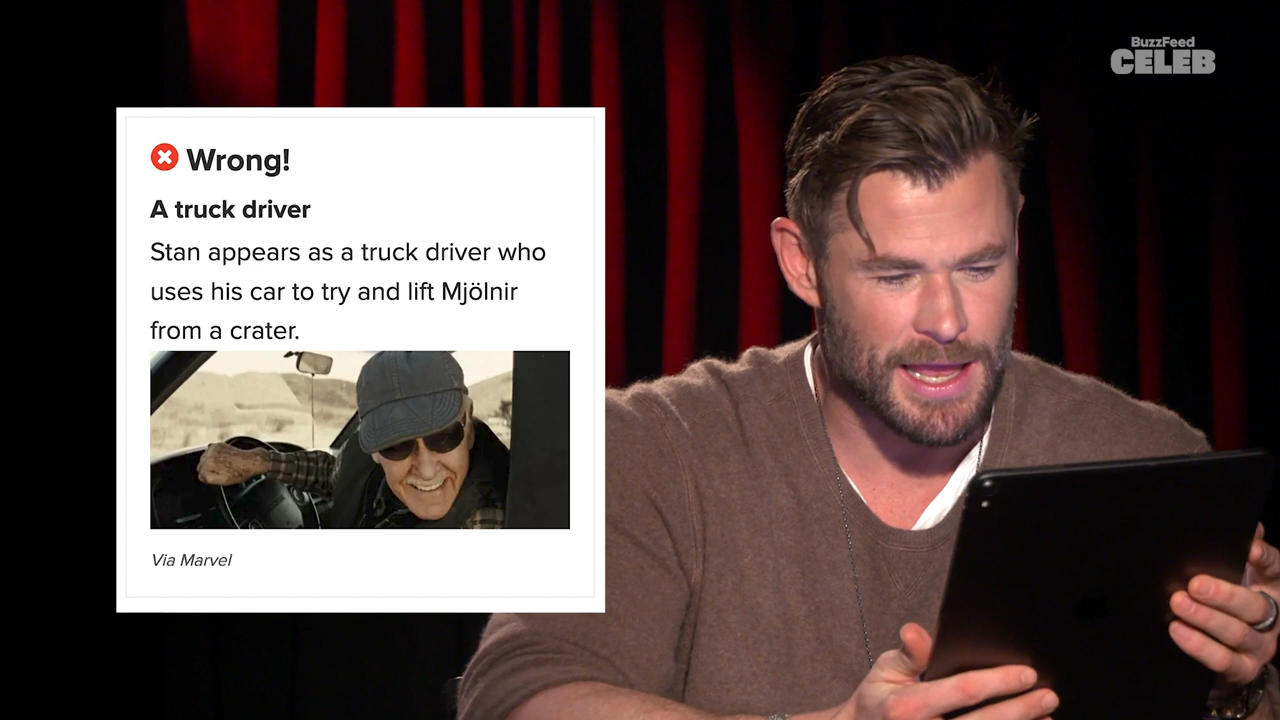 BuzzFeed
CELEB
Wrong!
A truck driver
Stan appears as a truck driver who
uses his car to try and lift Mjölnir
from a crater.
Via Marvel